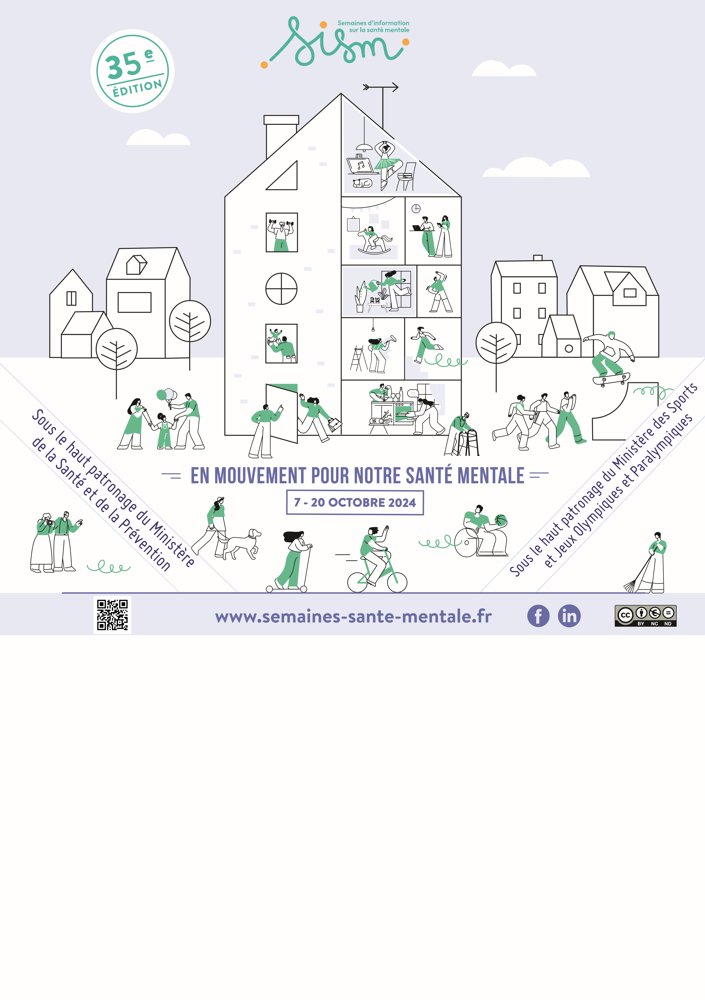 sism
Semaines d'information
sur la santé mentale
35e
ÉDITION
Sous le haut patronage du Ministère
de la Santé et de la Prévention
Sous le haut patronage du Ministère des Sports
et Jeux Olympiques et Paralympiques
EN MOUVEMENT POUR NOTRE SANTÉ MENTALE
7 - 20 OCTOBRE 2024
www.semaines-sante-mentale.fr
f
in
cc
BY NC ND